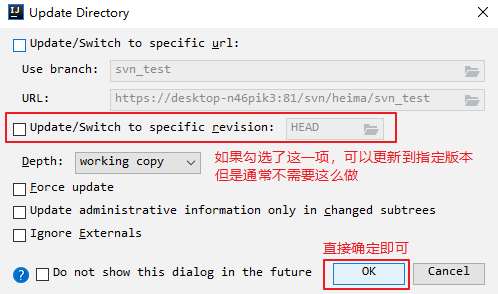 Update Directory
Update/Switch to specific url:
Use branch: svn_test
URL: https://desktop-n46pik3:81/svn/heima/svn_test
Update/Switch to specific revision: HEAD
Depth: working copy
如果勾选了这一项，可以更新到指定版本
但是通常不需要这么做
Force update
Update administrative information only in changed subtrees
Ignore Externals
直接确定即可
Do not show this dialog in the future
OK
Cancel